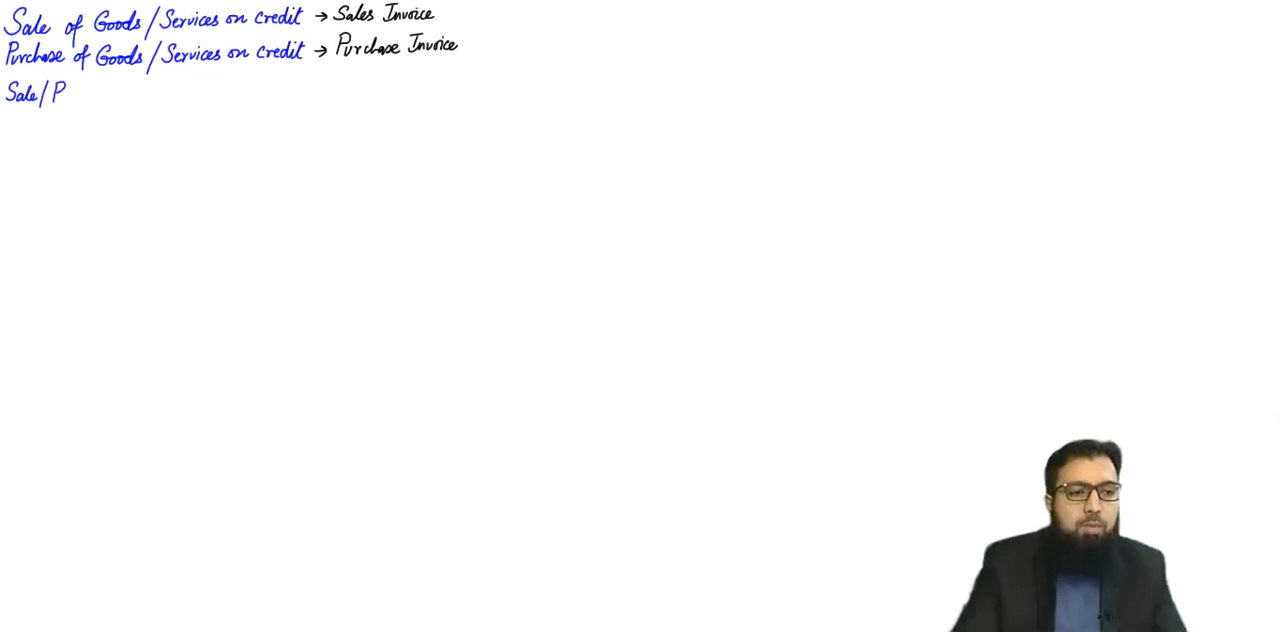 Sale of Goods/Services on credit → Sales Invoice
Purchase of Goods/Services on credit → Purchase Invoice
Sale/P